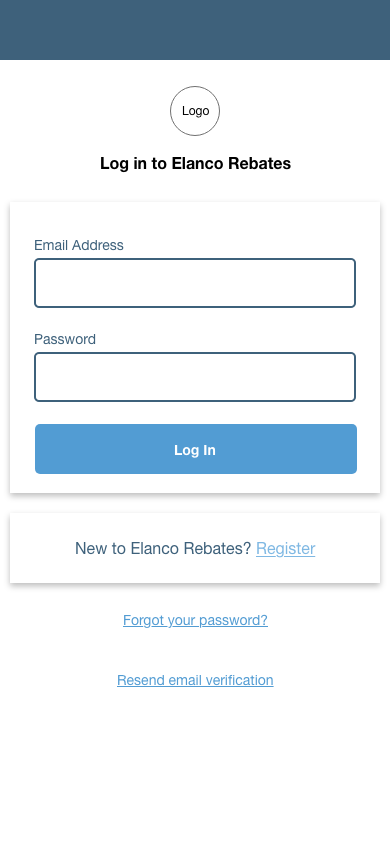 Logo
Log in to Elanco Rebates
Email Address
Password
Log In
New to Elanco Rebates? Register
Forgot your password?
Resend email verification